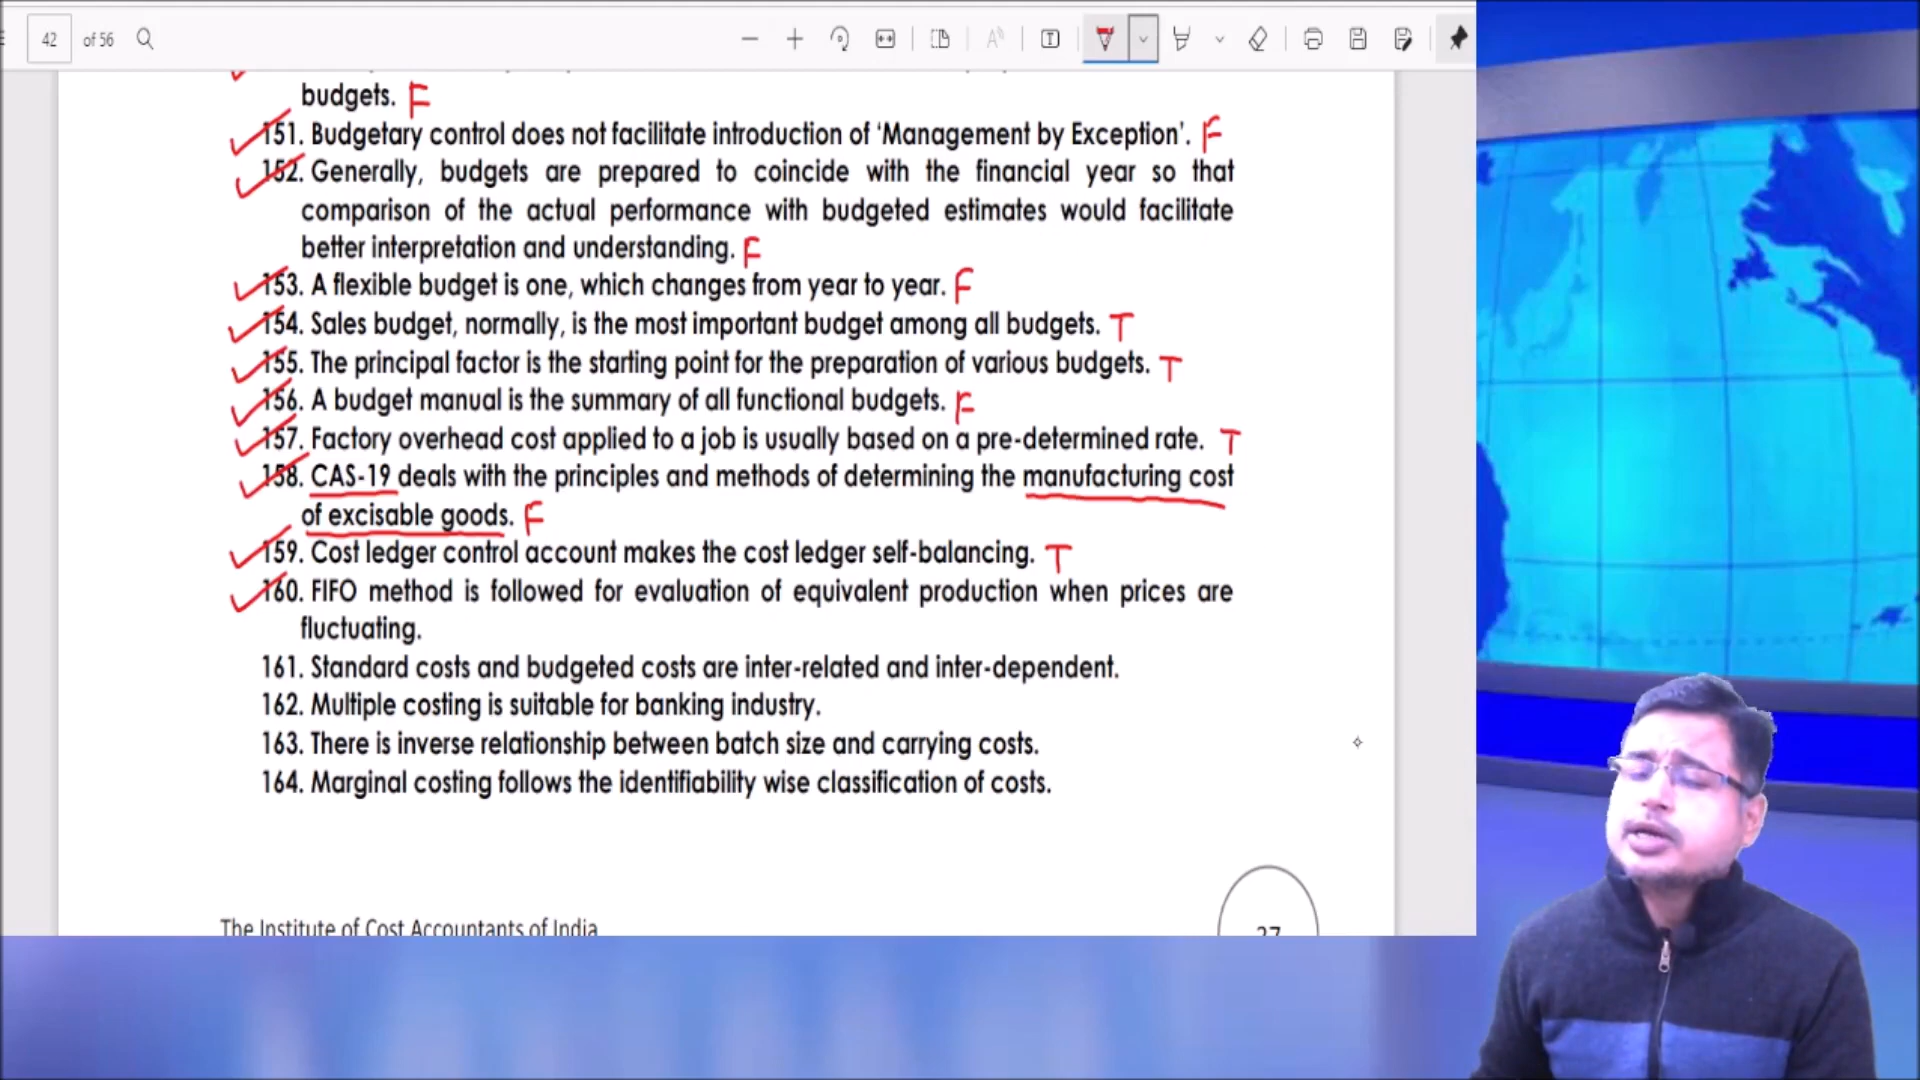 42 of 56
budgets. F
151. Budgetary control does not facilitate introduction of ‘Management by Exception’. F
152. Generally, budgets are prepared to coincide with the financial year so that
comparison of the actual performance with budgeted estimates would facilitate
better interpretation and understanding. F
153. A flexible budget is one, which changes from year to year. F
154. Sales budget, normally, is the most important budget among all budgets. T
155. The principal factor is the starting point for the preparation of various budgets. T
156. A budget manual is the summary of all functional budgets. F
157. Factory overhead cost applied to a job is usually based on a pre-determined rate. T
158. CAS-19 deals with the principles and methods of determining the manufacturing cost
of excisable goods. F
159. Cost ledger control account makes the cost ledger self-balancing. T
160. FIFO method is followed for evaluation of equivalent production when prices are
fluctuating.
161. Standard costs and budgeted costs are inter-related and inter-dependent.
162. Multiple costing is suitable for banking industry.
163. There is inverse relationship between batch size and carrying costs.
164. Marginal costing follows the identifiability wise classification of costs.
The Institute of Cost Accountants of India